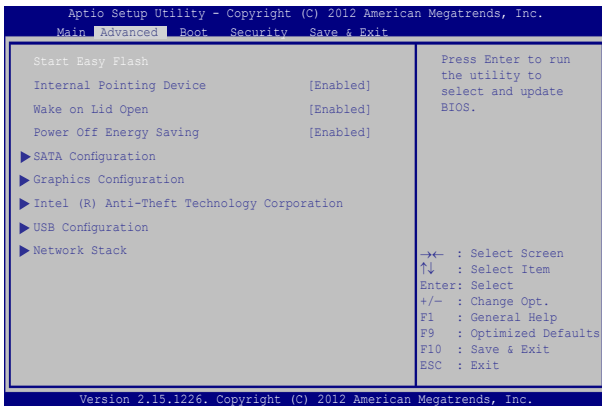 Aptio Setup Utility - Copyright (C) 2012 American Megatrends, Inc.
Main Advanced Boot Security Save & Exit
Start Easy Flash
Internal Pointing Device [Enabled]
Wake on Lid Open [Enabled]
Power Off Energy Saving [Enabled]
SATA Configuration
Graphics Configuration
Intel (R) Anti-Theft Technology Corporation
USB Configuration
Network Stack
Press Enter to run
the utility to
select and update
BIOS.
→← : Select Screen
↑↓ : Select Item
Enter: Select
+/— : Change Opt.
F1 : General Help
F9 : Optimized Defaults
F10 : Save & Exit
ESC : Exit
Version 2.15.1226. Copyright (C) 2012 American Megatrends, Inc.